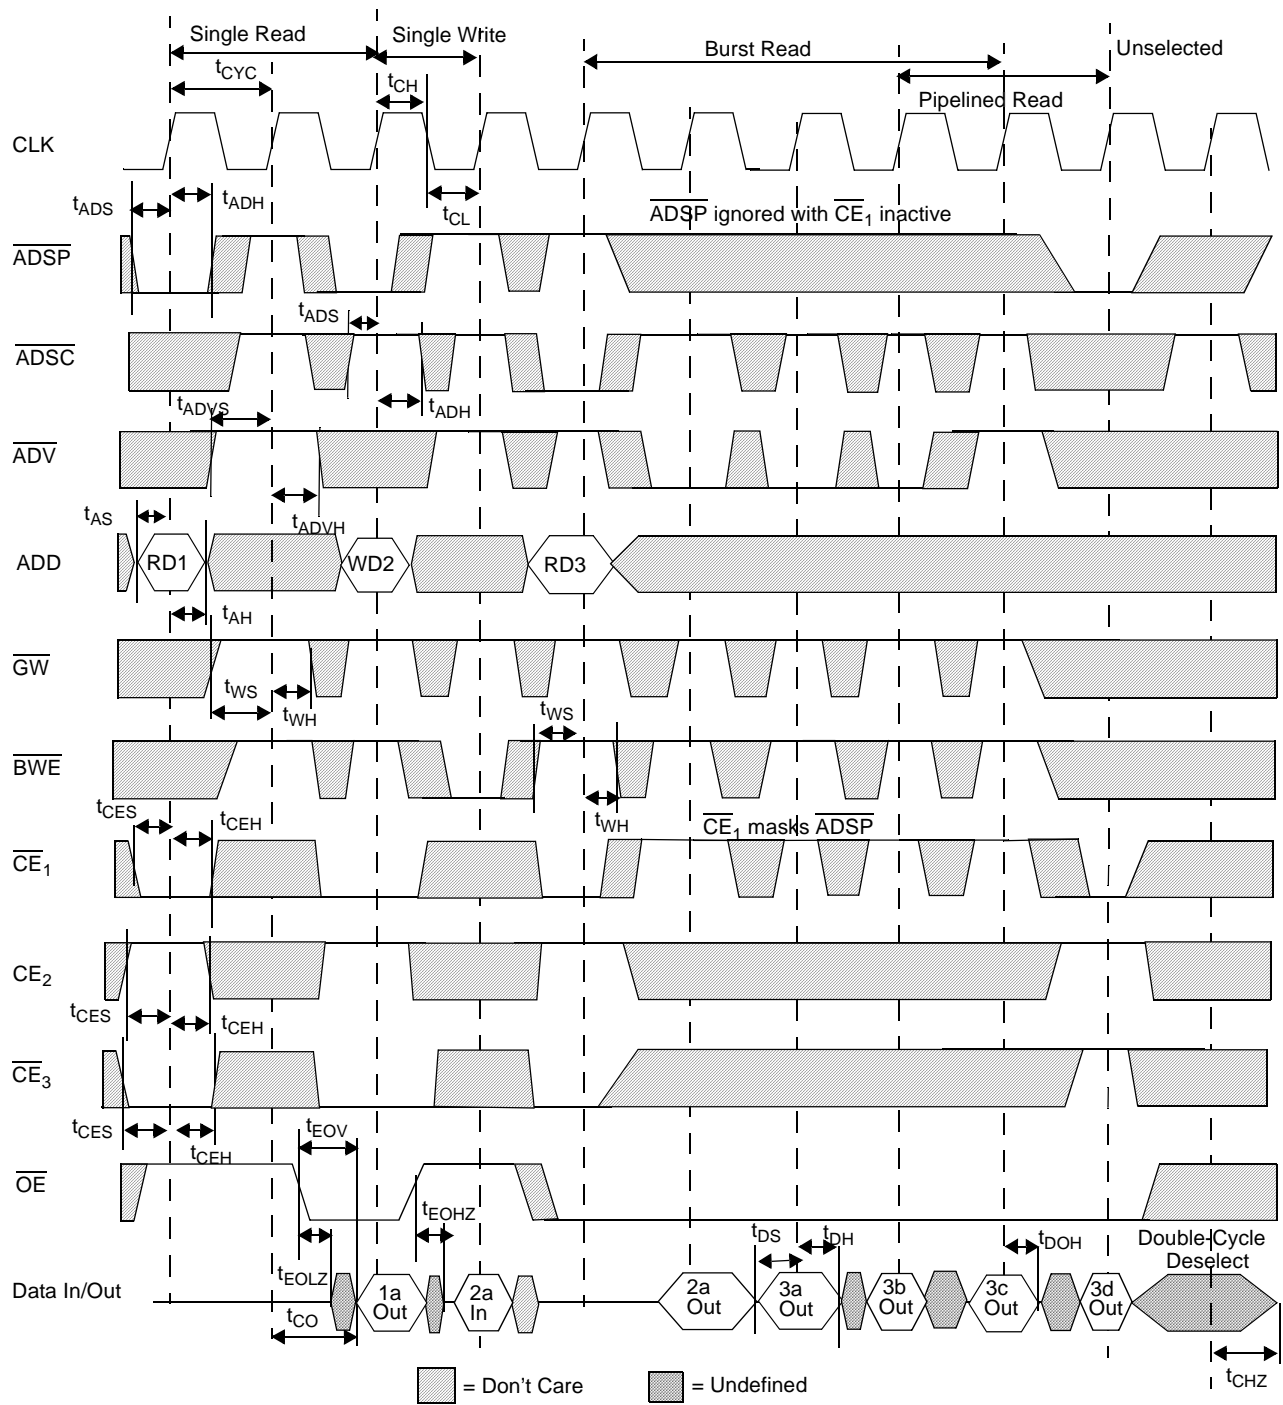 Single Read
Single Write
Burst Read
Unselected
tCYC
tCH
Pipelined Read
CLK
tADS
tADH
tCL
ADSP ignored with CE1 inactive
ADSP
tADS
ADSC
tADVS
tADH
ADV
tAS
tADVH
ADD
RD1
WD2
RD3
tAH
GW
tWS
tWH
tWS
BWE
tCES
tCEH
tWH
CE1 masks ADSP
CE1
CE2
tCES
tCEH
CE3
tCES
tCEH
tEOV
OE
tEOHZ
tDS
tDH
tDOH
Double-Cycle
Deselect
tEOLZ
Data In/Out
1a
Out
2a
In
2a
Out
3a
Out
3b
Out
3c
Out
3d
Out
tCO
tCHZ
= Don't Care
= Undefined